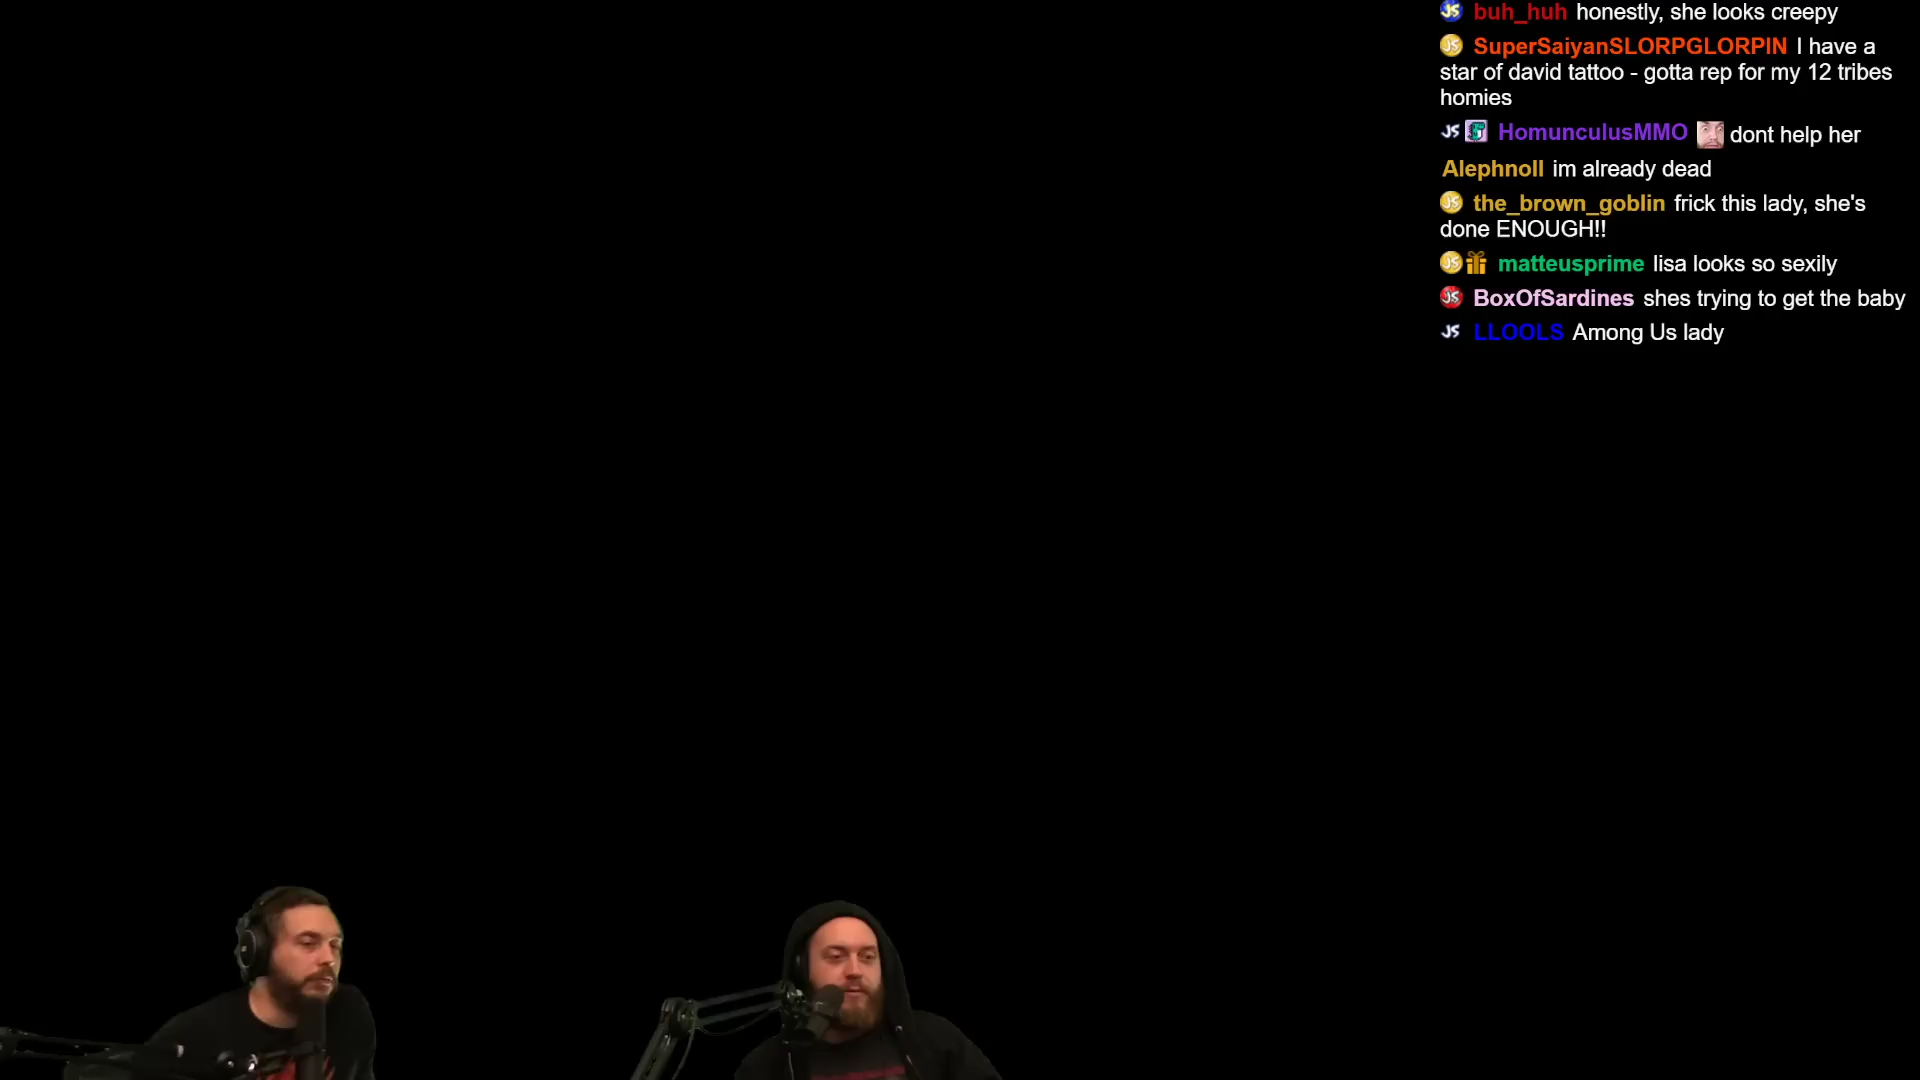 buh_huh honestly, she looks creepy
SuperSaiyanSLORPGLORPIN I have a
star of david tattoo - gotta rep for my 12 tribes
homies
HomunculusMMO dont help her
Alephnoll im already dead
the_brown_goblin frick this lady, she's
done ENOUGH!!
matteusprime lisa looks so sexily
BoxOfSardines shes trying to get the baby
LLOOLS Among Us lady